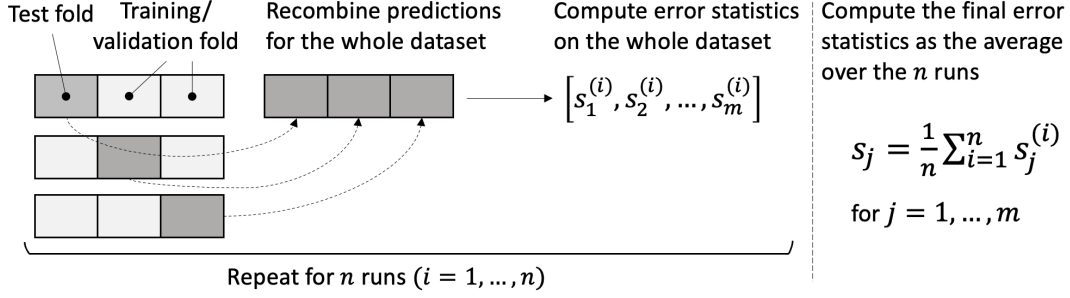 Test fold
Training/
validation fold
Recombine predictions
for the whole dataset
Compute error statistics
on the whole dataset
[s_1^{(i)}, s_2^{(i)}, ..., s_m^{(i)}]
Repeat for n runs (i = 1, ..., n)
Compute the final error
statistics as the average
over the n runs
s_j = \frac{1}{n} \sum_{i=1}^{n} s_j^{(i)}
for j = 1, ..., m